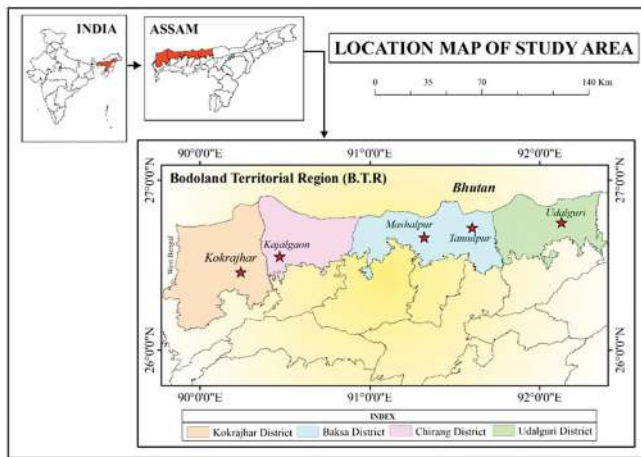 INDIA
ASSAM
LOCATION MAP OF STUDY AREA
0 35 70 140 Km
90°0'0"E 91°0'0"E 92°0'0"E
27°0'0"N
27°0'0"N
Bodoland Territorial Region (B.T.R)
Bhutan
Udalguri
Mashalpur
Tamulpur
Kajalgaon
Kokrajhar
West Bengal
26°0'0"N
26°0'0"N
90°0'0"E 91°0'0"E 92°0'0"E
INDEX
Kokrajhar District Baksa District Chirang District Udalguri District